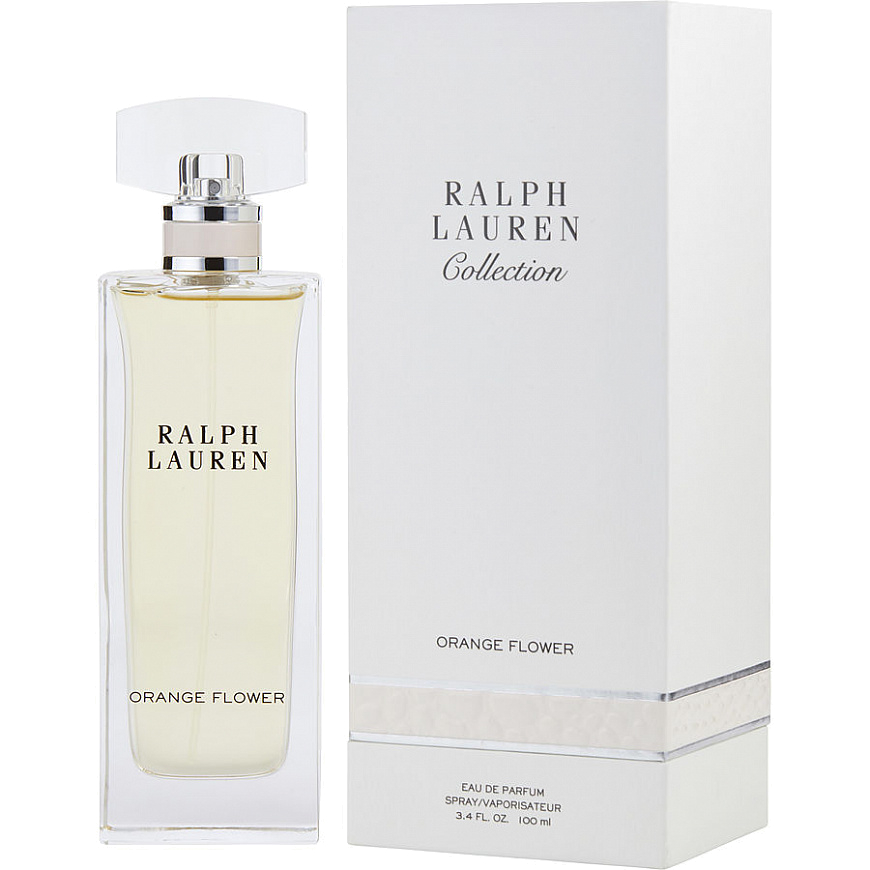 RALPH
LAUREN
ORANGE FLOWER
RALPH
LAUREN
Collection
ORANGE FLOWER
EAU DE PARFUM
SPRAY/VAPORISATEUR
3.4 FL. OZ. 100 ml